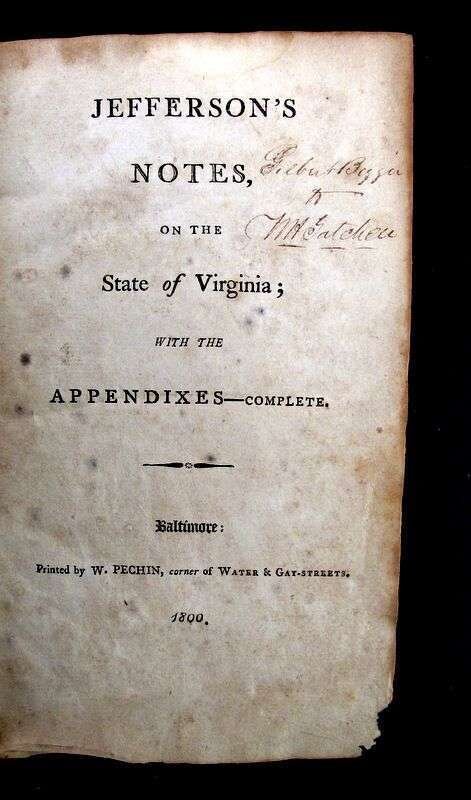 JEFFERSON'S
NOTES,
Gilbert
to
ON THE
State of Virginia;
WITH THE
APPENDIXES—COMPLETE.
Baltimore:
Printed by W. PECHIN, corner of WATER & GAY-STREETS.
1800.